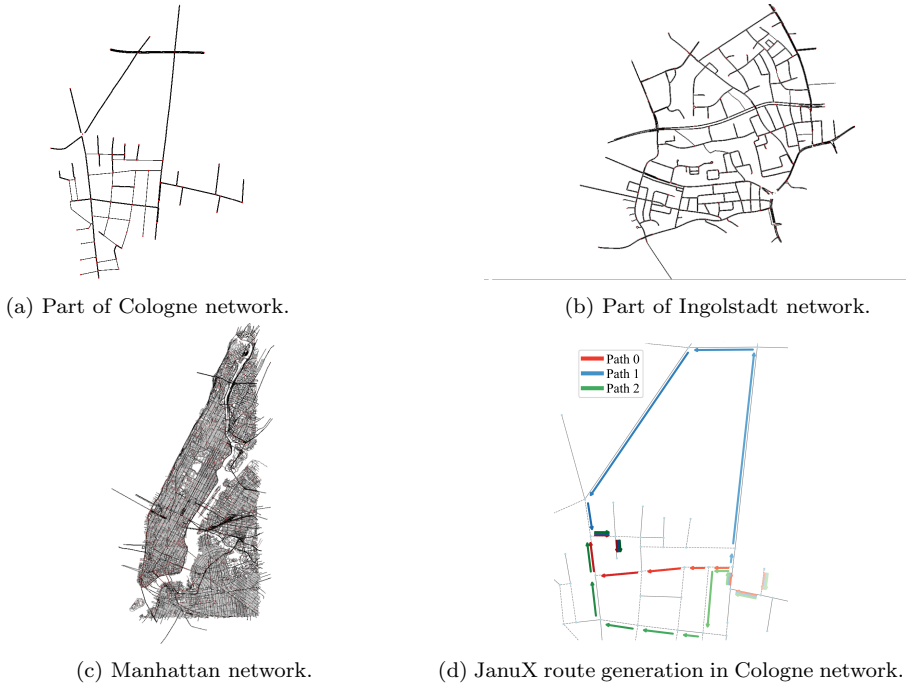 (a) Part of Cologne network.
(b) Part of Ingolstadt network.
Path 0
Path 1
Path 2
(c) Manhattan network.
(d) JanuX route generation in Cologne network.